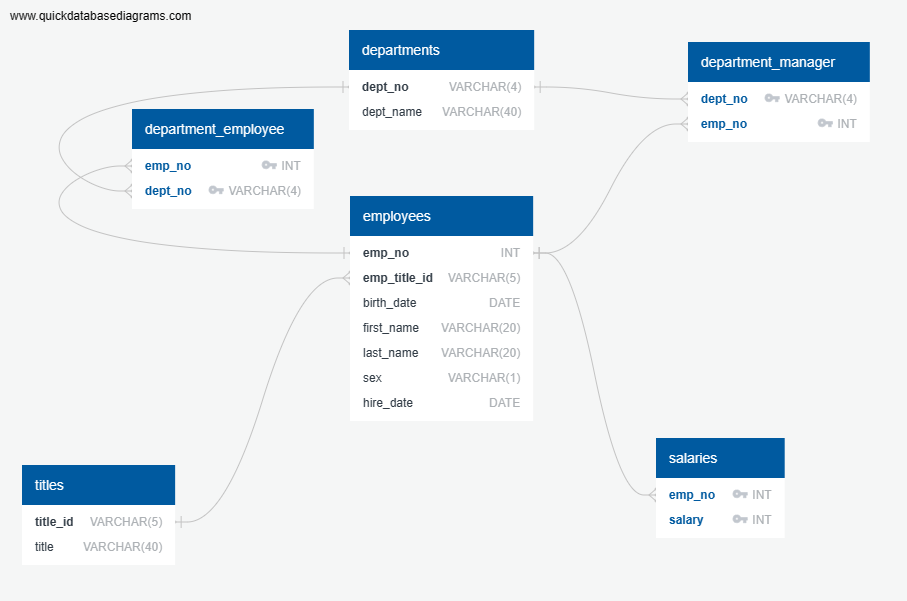 www.quickdatabasediagrams.com
departments
dept_no VARCHAR(4)
dept_name VARCHAR(40)
department_manager
dept_no VARCHAR(4)
emp_no INT
department_employee
emp_no INT
dept_no VARCHAR(4)
employees
emp_no INT
emp_title_id VARCHAR(5)
birth_date DATE
first_name VARCHAR(20)
last_name VARCHAR(20)
sex VARCHAR(1)
hire_date DATE
titles
title_id VARCHAR(5)
title VARCHAR(40)
salaries
emp_no INT
salary INT